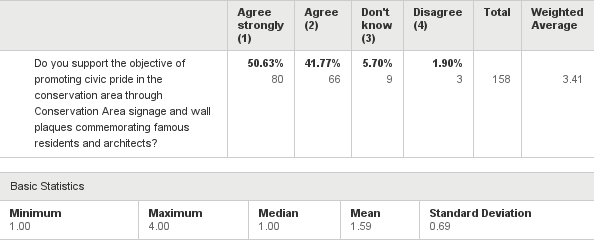 Agree strongly (1) Agree (2) Don't know (3) Disagree (4) Total Weighted Average
Do you support the objective of 50.63% 41.77% 5.70% 1.90%
promoting civic pride in the 80 66 9 3 158 3.41
conservation area through
Conservation Area signage and wall
plaques commemorating famous
residents and architects?
Basic Statistics
Minimum Maximum Median Mean Standard Deviation
1.00 4.00 1.00 1.59 0.69